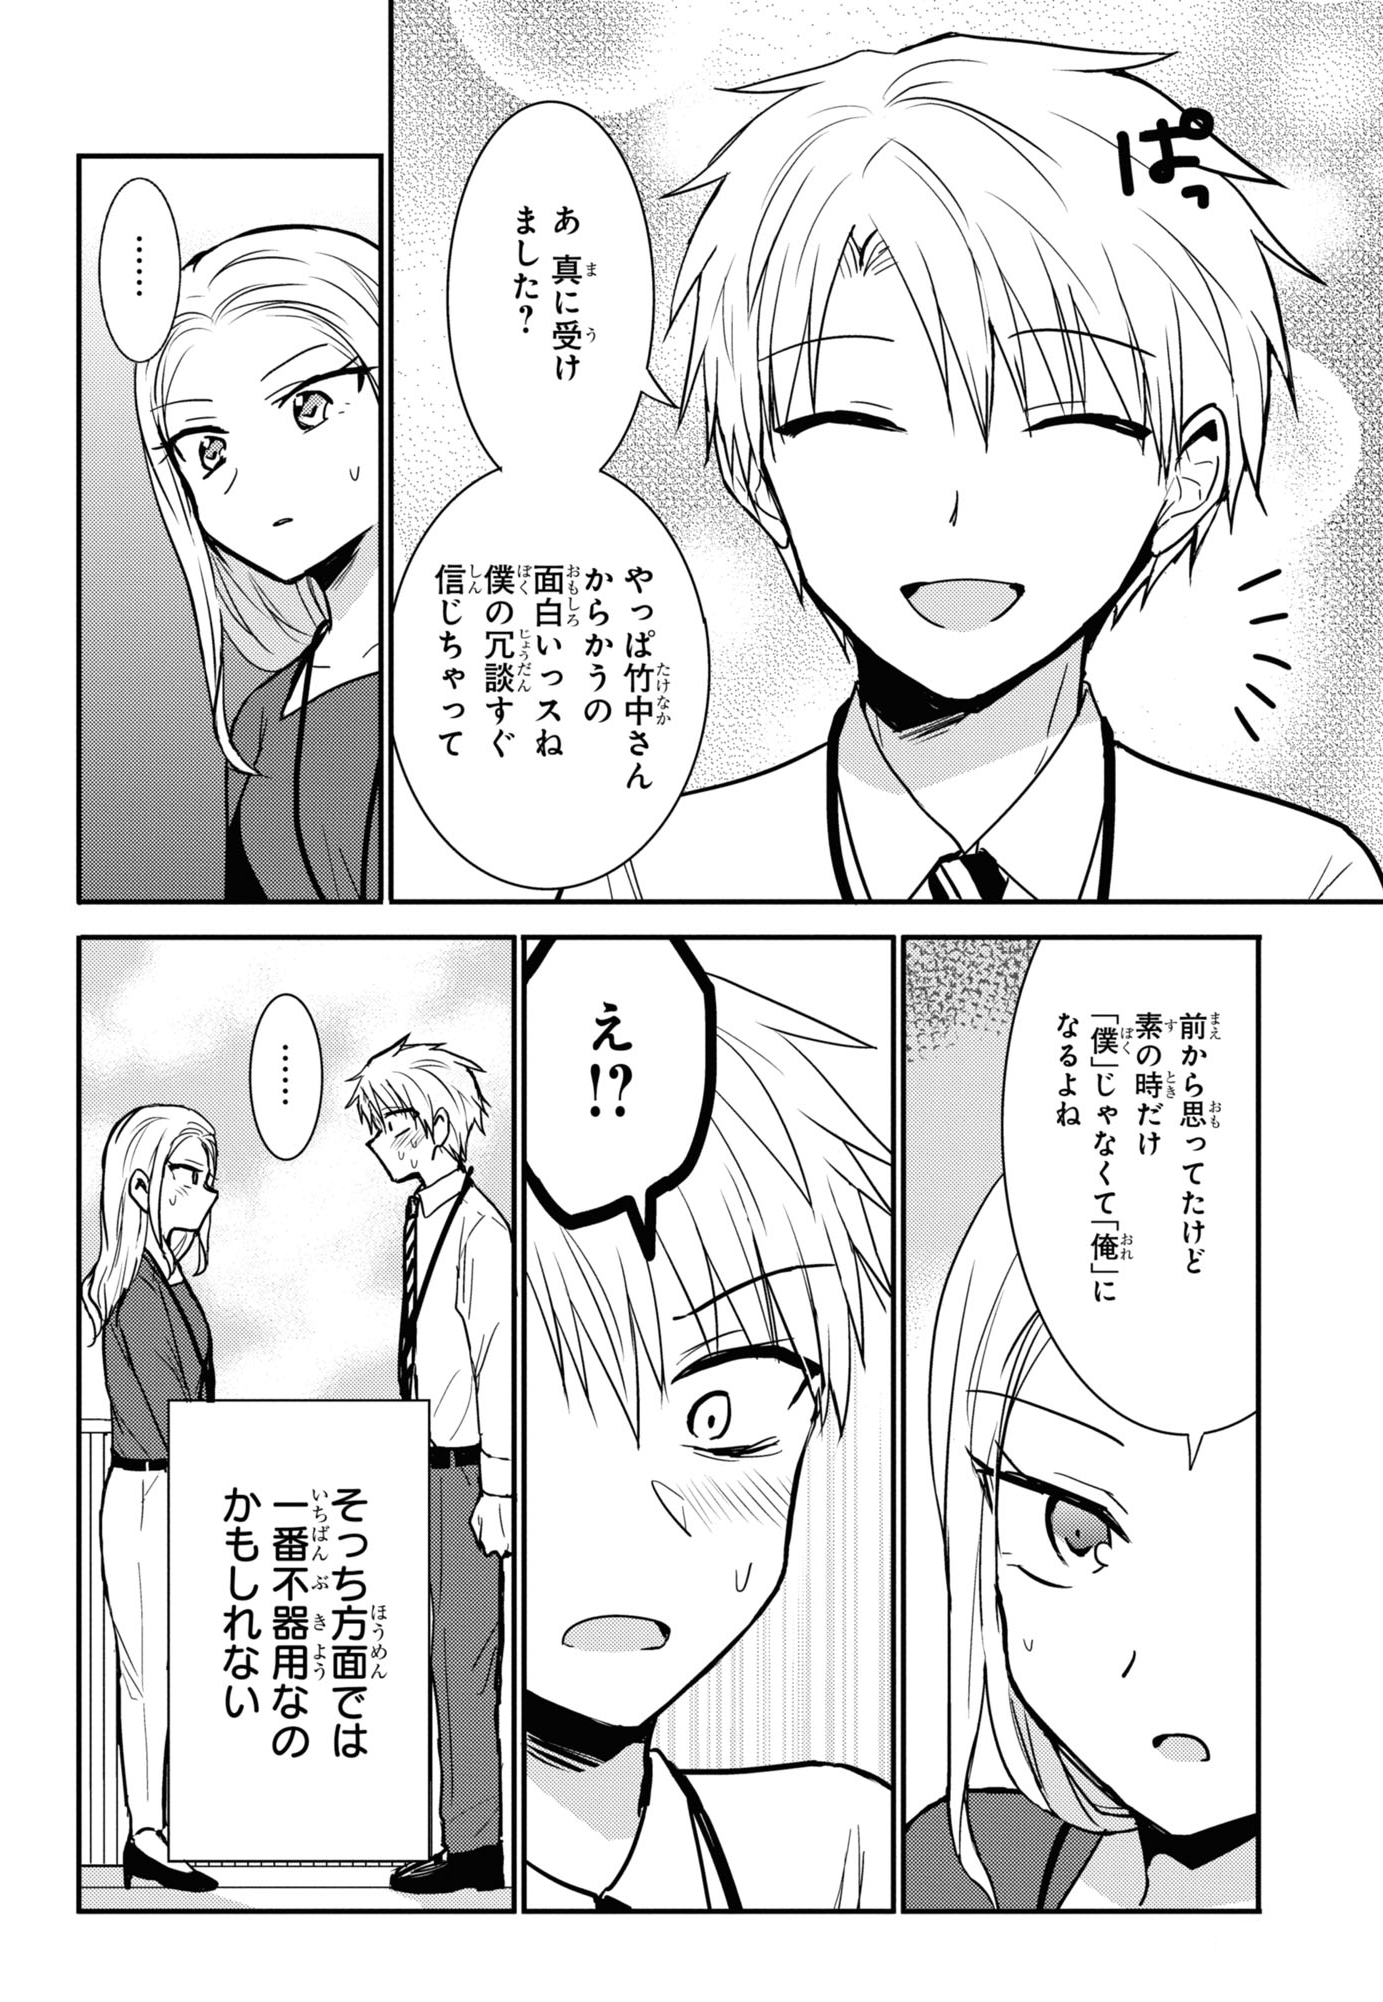 ぱっ
あ 真に受け
ました?
やっぱ竹中さん
からかうの
面白いっスね
僕の冗談すぐ
信じちゃって
……
前から思ってたけど
素の時だけ
「僕」じゃなくて「俺」に
なるよね
え!?
……
そっち方面では
一番不器用なの
かもしれない